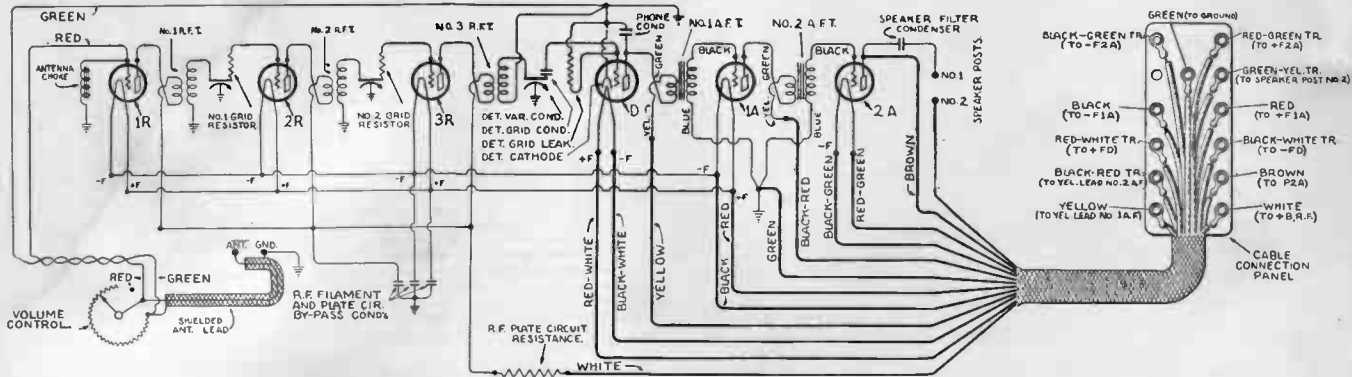 GREEN
RED
ANTENNA
CHOKE
1R
NO.1 R.F.T.
NO.1 GRID
RESISTOR
2R
NO.2 R.F.T.
NO.2 GRID
RESISTOR
3R
NO.3 R.F.T.
DET. VAR. COND.
DET. GRID COND.
DET. GRID LEAK
DET. CATHODE
PHONE
COND
D
GREEN
YEL.
NO.1 A.F.T.
BLACK
BLUE
1A
GREEN
YEL.
NO.2 A.F.T.
BLACK
BLUE
2A
SPEAKER FILTER
CONDENSER
NO.1
NO.2
SPEAKER POSTS.
-F
+F
-F
+F
-F
+F
+F
-F
-F
+F
-F
BLACK-GREEN
RED-GREEN
BROWN
RED
GREEN
VOLUME
CONTROL
ANT. GND.
SHIELDED
ANT. LEAD
R.F. FILAMENT
AND PLATE CIR.
BY-PASS COND'S
RED-WHITE
BLACK-WHITE
YELLOW
BLACK
RED
GREEN
BLACK-RED
R.F. PLATE CIRCUIT
RESISTANCE.
WHITE
GREEN (TO GROUND)
BLACK-GREEN TR.
(TO-F2A)
BLACK
(TO-F1A)
RED-WHITE TR.
(TO+FD)
BLACK-RED TR.
(TO YEL. LEAD NO.2 A.F)
YELLOW
(TO YEL LEAD NO 1A.F)
RED-GREEN TR.
(TO +F2A)
GREEN-YEL.TR.
(TO SPEAKER POST NO.2)
RED
(TO +F1A)
BLACK-WHITE TR.
(TO -FD)
BROWN
(TO P2A)
WHITE
(TO +B.R.F.)
CABLE
CONNECTION
PANEL